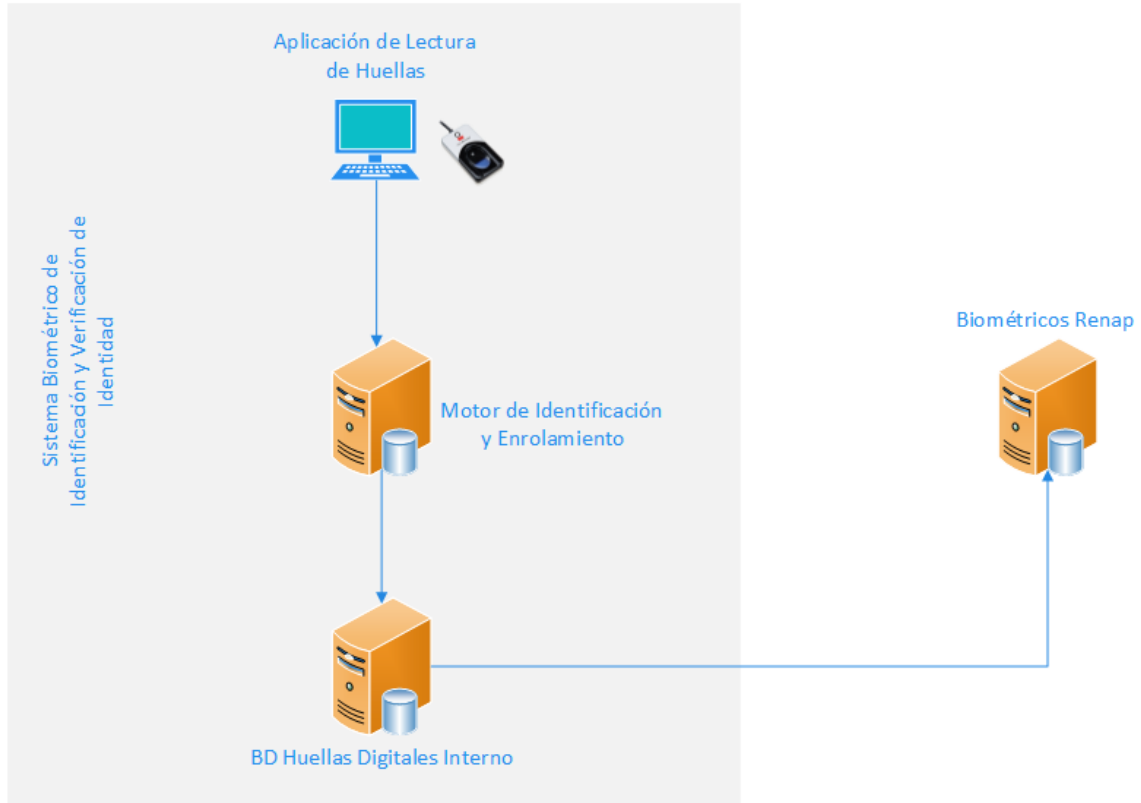 Aplicación de Lectura
de Huellas
Sistema Biométrico de
Identificación y Verificación de
Identidad
Biométricos Renap
Motor de Identificación
y Enrolamiento
BD Huellas Digitales Interno